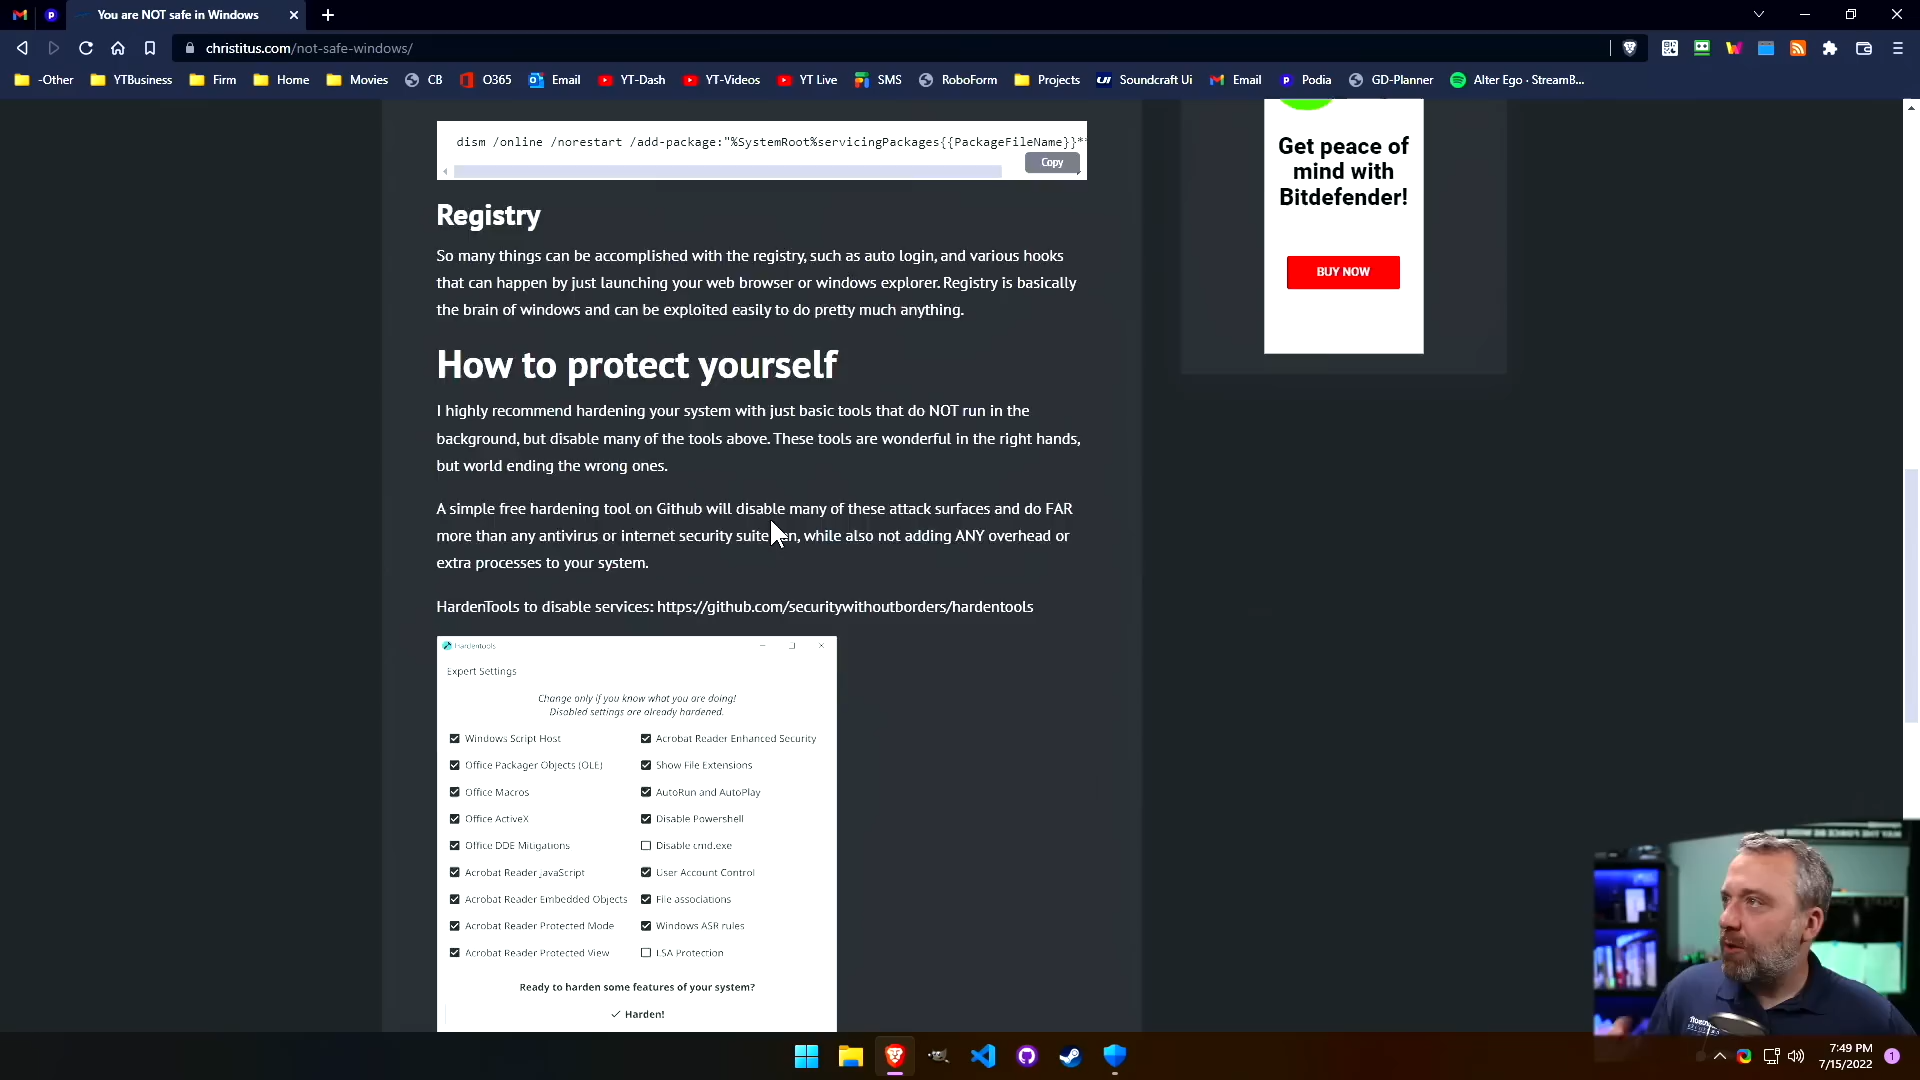 You are NOT safe in Windows
christitus.com/not-safe-windows/
-Other YTBusiness Firm Home Movies CB O365 Email YT-Dash YT-Videos YT Live SMS RoboForm Projects Soundcraft Ui Email Podia GD-Planner Alter Ego · StreamB...
dism /online /norestart /add-package:"%SystemRoot%servicingPackages{{PackageFileName}}"
Copy
Registry
So many things can be accomplished with the registry, such as auto login, and various hooks
that can happen by just launching your web browser or windows explorer. Registry is basically
the brain of windows and can be exploited easily to do pretty much anything.
How to protect yourself
I highly recommend hardening your system with just basic tools that do NOT run in the
background, but disable many of the tools above. These tools are wonderful in the right hands,
but world ending the wrong ones.
A simple free hardening tool on Github will disable many of these attack surfaces and do FAR
more than any antivirus or internet security suite , while also not adding ANY overhead or
extra processes to your system.
HardenTools to disable services: https://github.com/securitywithoutborders/hardentools
Hardentools
Expert Settings
Change only if you know what you are doing!
Disabled settings are already hardened.
Windows Script Host
Office Packager Objects (OLE)
Office Macros
Office ActiveX
Office DDE Mitigations
Acrobat Reader JavaScript
Acrobat Reader Embedded Objects
Acrobat Reader Protected Mode
Acrobat Reader Protected View
Acrobat Reader Enhanced Security
Show File Extensions
AutoRun and AutoPlay
Disable Powershell
Disable cmd.exe
User Account Control
File associations
Windows ASR rules
LSA Protection
Ready to harden some features of your system?
Harden!
Get peace of
mind with
Bitdefender!
BUY NOW
7:49 PM
7/15/2022
1